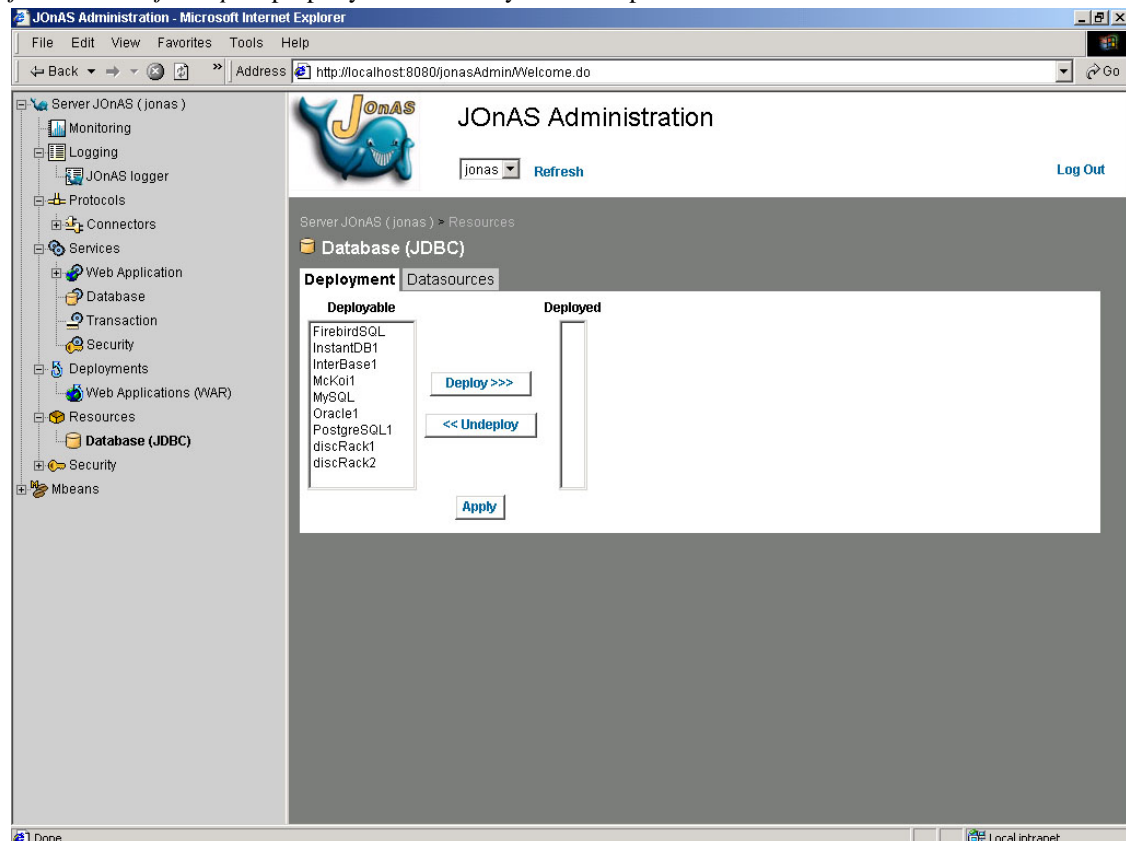 JOnAS Administration - Microsoft Internet Explorer
File Edit View Favorites Tools Help
Back » Address http://localhost:8080/jonasAdmin/Welcome.do Go
Server JOnAS ( jonas )
Monitoring
Logging
JOnAS logger
Protocols
Connectors
Services
Web Application
Database
Transaction
Security
Deployments
Web Applications (WAR)
Resources
Database (JDBC)
Security
Mbeans
JOnAS
JOnAS Administration
jonas Refresh Log Out
Server JOnAS ( jonas ) > Resources
Database (JDBC)
Deployment Datasources
Deployable Deployed
FirebirdSQL
InstantDB1
InterBase1
McKoi1
MySQL
Oracle1
PostgreSQL1
discRack1
discRack2
Deploy >>>
<< Undeploy
Apply
Done Local intranet